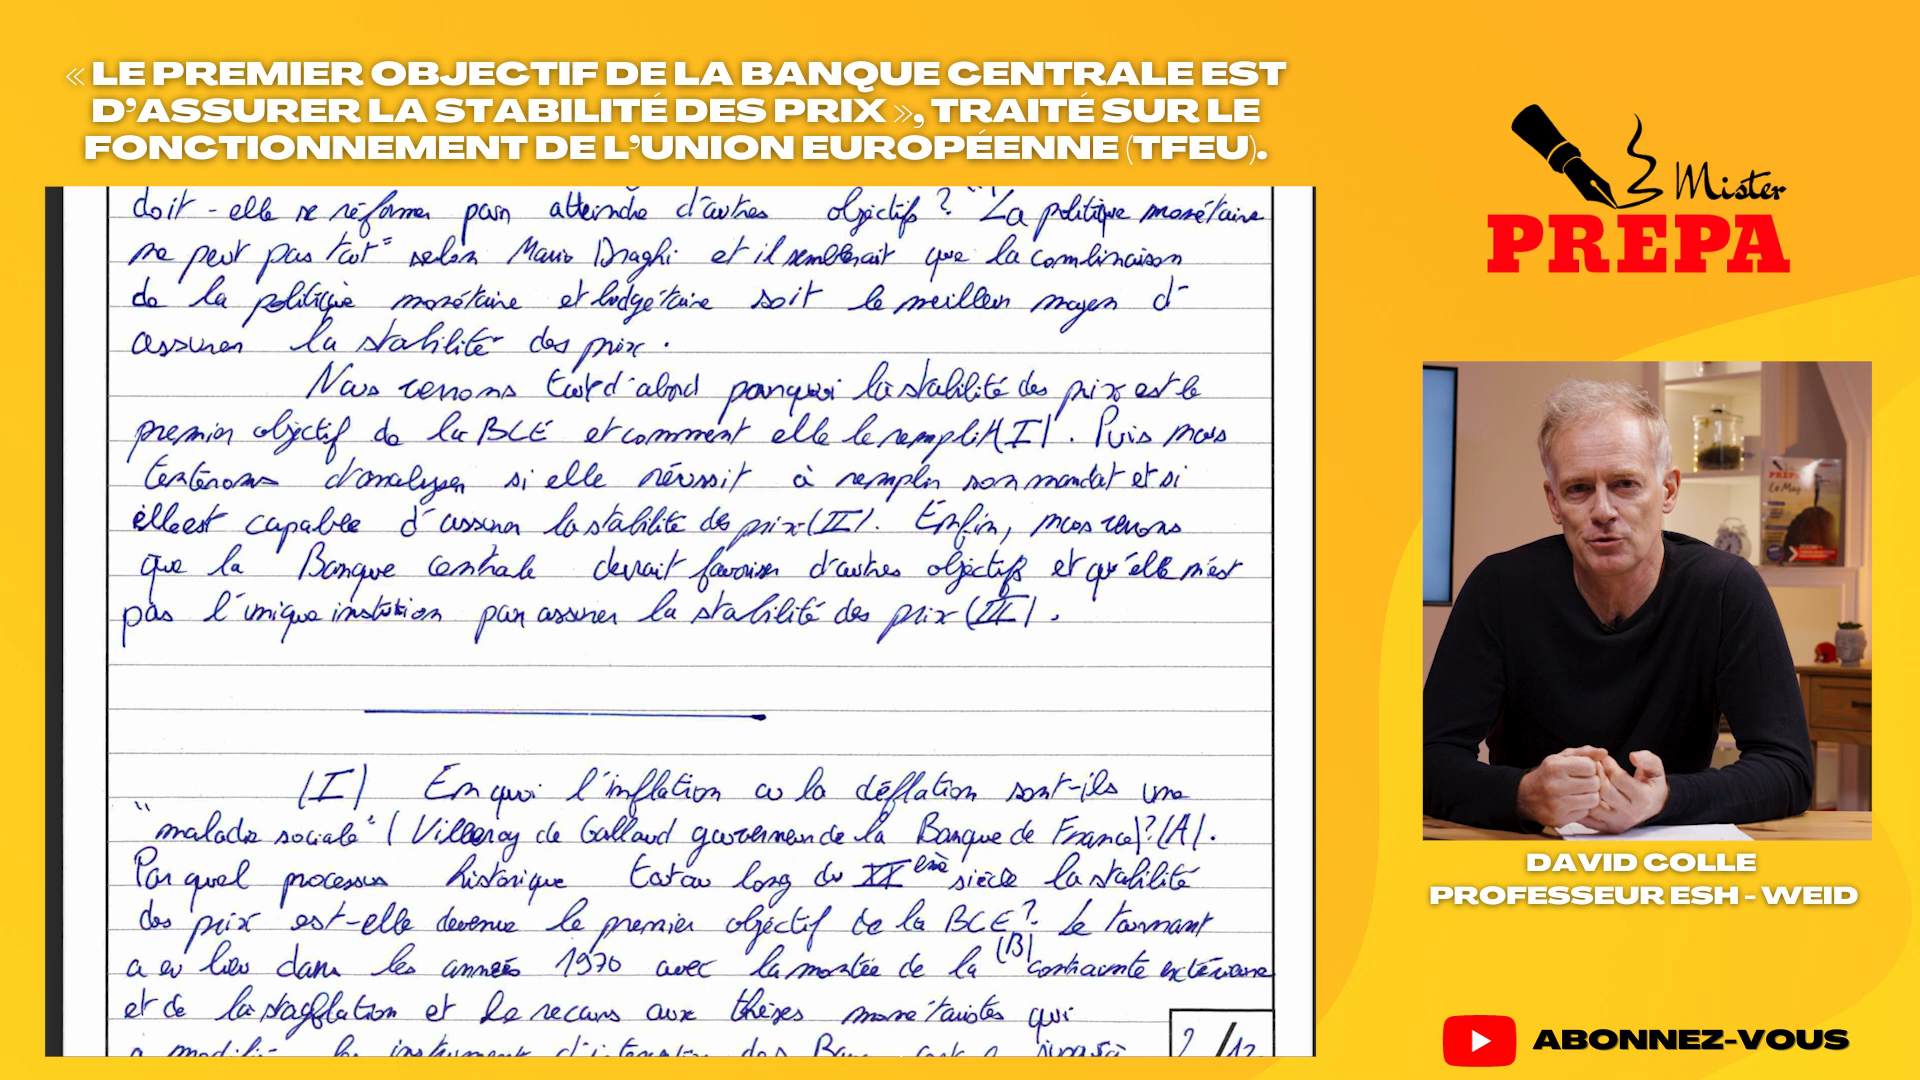 « LE PREMIER OBJECTIF DE LA BANQUE CENTRALE EST
D’ASSURER LA STABILITÉ DES PRIX », TRAITÉ SUR LE
FONCTIONNEMENT DE L’UNION EUROPÉENNE (TFEU).
doit-elle se réformer pour atteindre d'autres objectifs ? "La politique monétaire
ne peut pas tout" selon Mario Draghi et il semblerait que la combinaison
de la politique monétaire et budgétaire soit le meilleur moyen d'
assurer la stabilité des prix.
Nous verrons tout d'abord pourquoi la stabilité des prix est le
premier objectif de la BCE et comment elle le remplit (I). Puis nous
tenterons d'analyser si elle réussit à remplir son mandat et si
elle est capable d'assurer la stabilité des prix (II). Enfin, nous verrons
que la Banque centrale devrait favoriser d'autres objectifs et qu'elle n'est
pas l'unique institution pour assurer la stabilité des prix (III).
(I) En quoi l'inflation ou la déflation sont-ils une
"maladie sociale" (Villeroy de Galhaud gouverneur de la Banque de France)? (A).
Par quel processus historique tout au long du XXème siècle la stabilité
des prix est-elle devenue le premier objectif de la BCE ? Le tournant
(B)
a eu lieu dans les années 1970 avec la montée de la contrainte extérieure
et de la stagflation et le recours aux thèses monétaristes qui
2/12
Mister
PREPA
PREPA
Le Mag
DAVID COLLE
PROFESSEUR ESH - WEID
ABONNEZ-VOUS